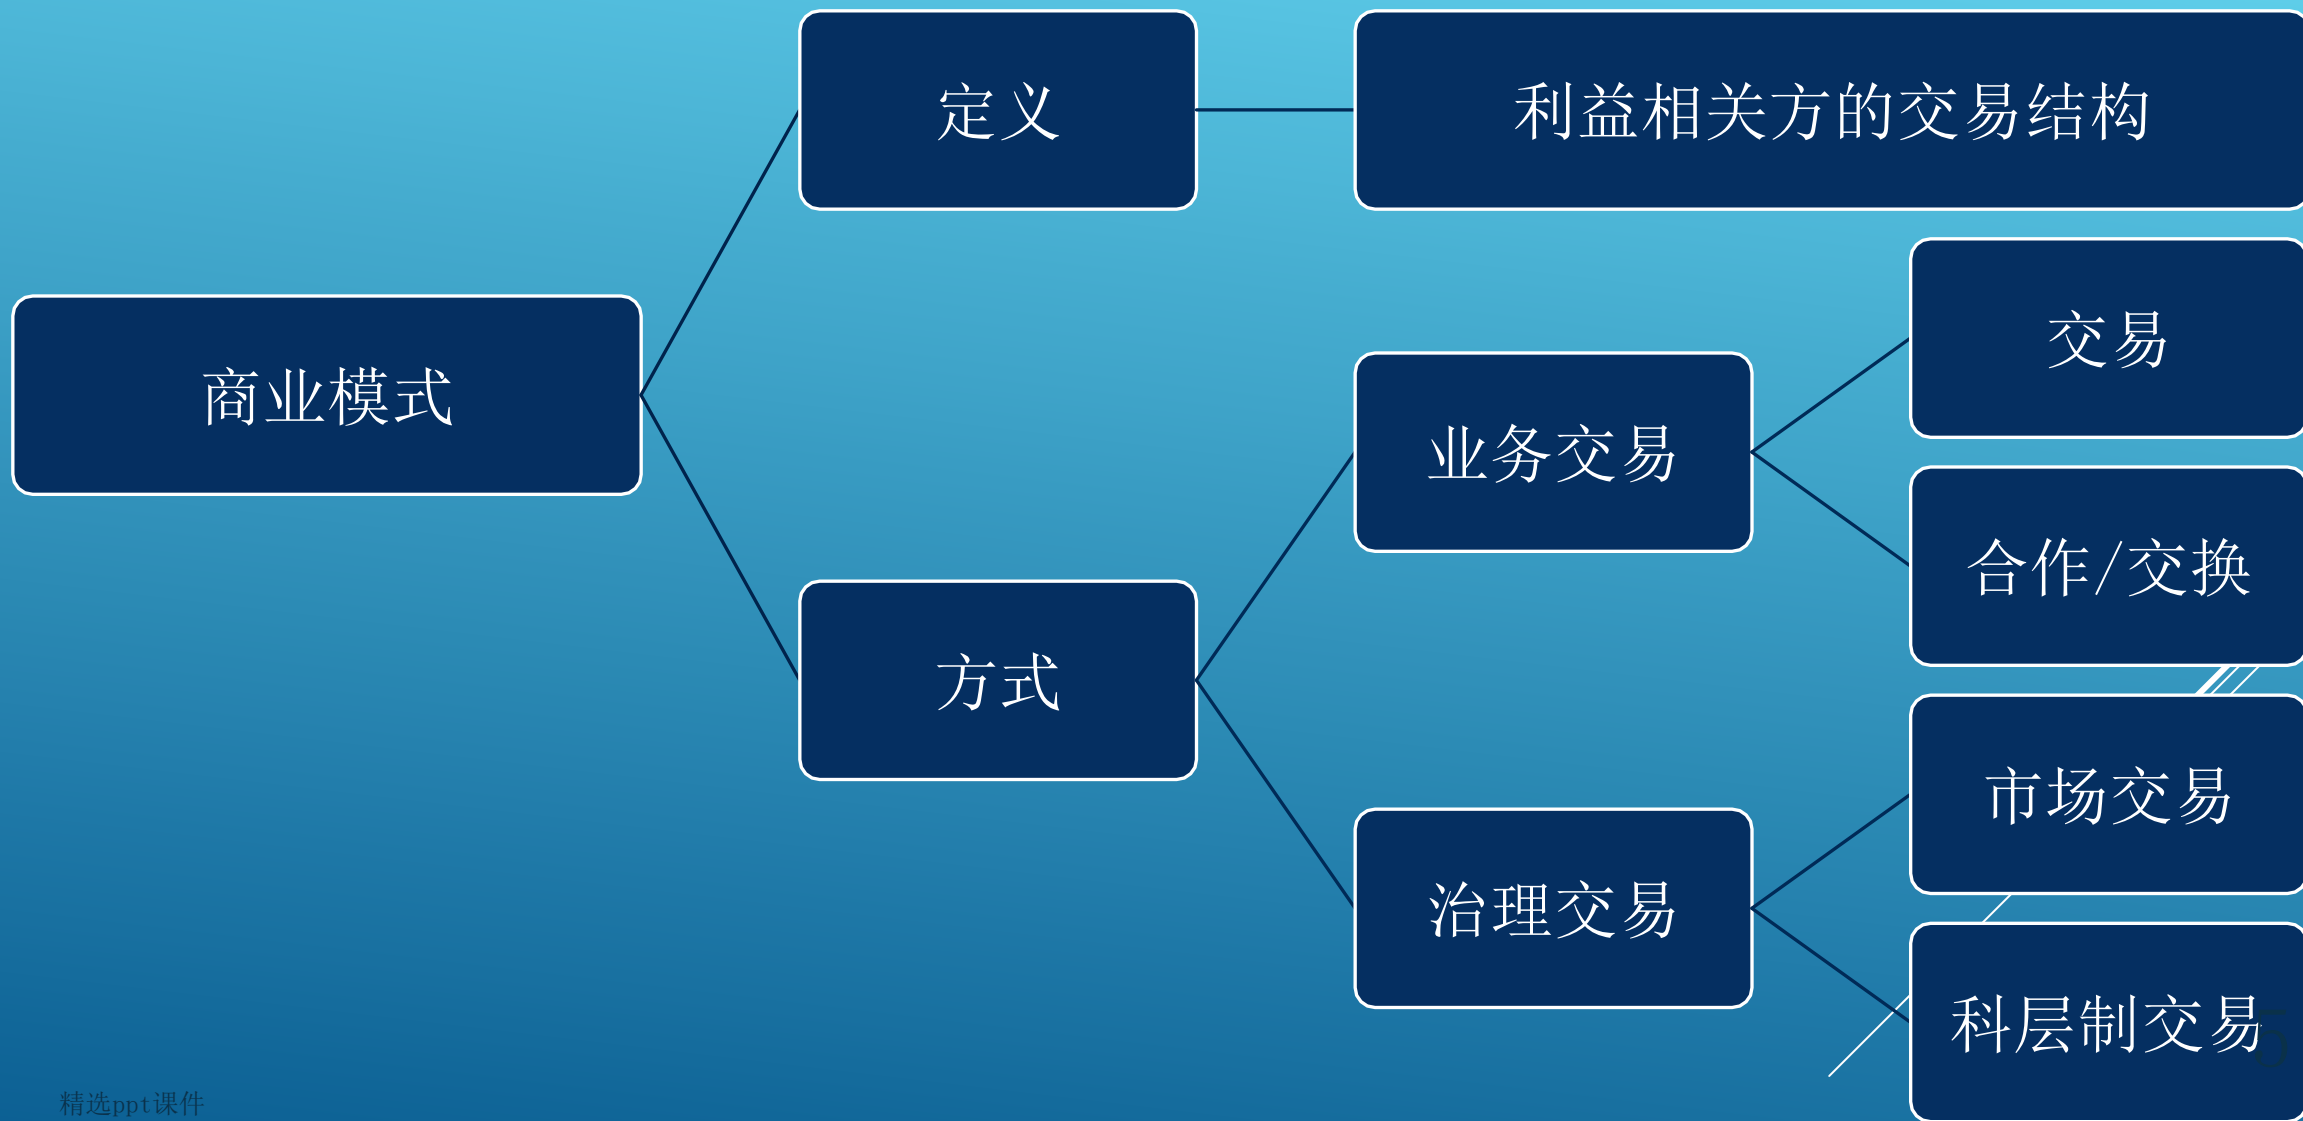 定义
利益相关方的交易结构
商业模式
交易
业务交易
合作/交换
方式
市场交易
治理交易
科层制交易
5
精选ppt课件